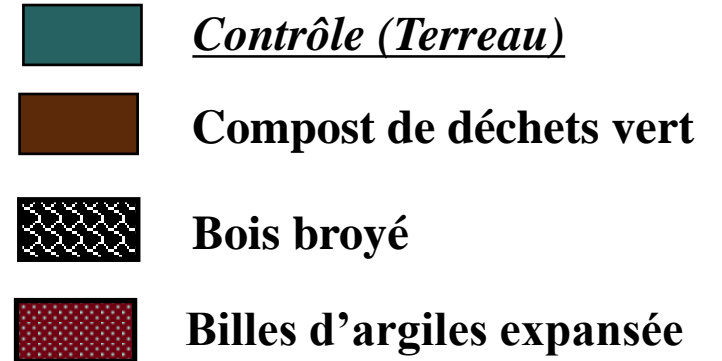 Contrôle (Terreau)
Compost de déchets vert
Bois broyé
Billes d’argiles expansée